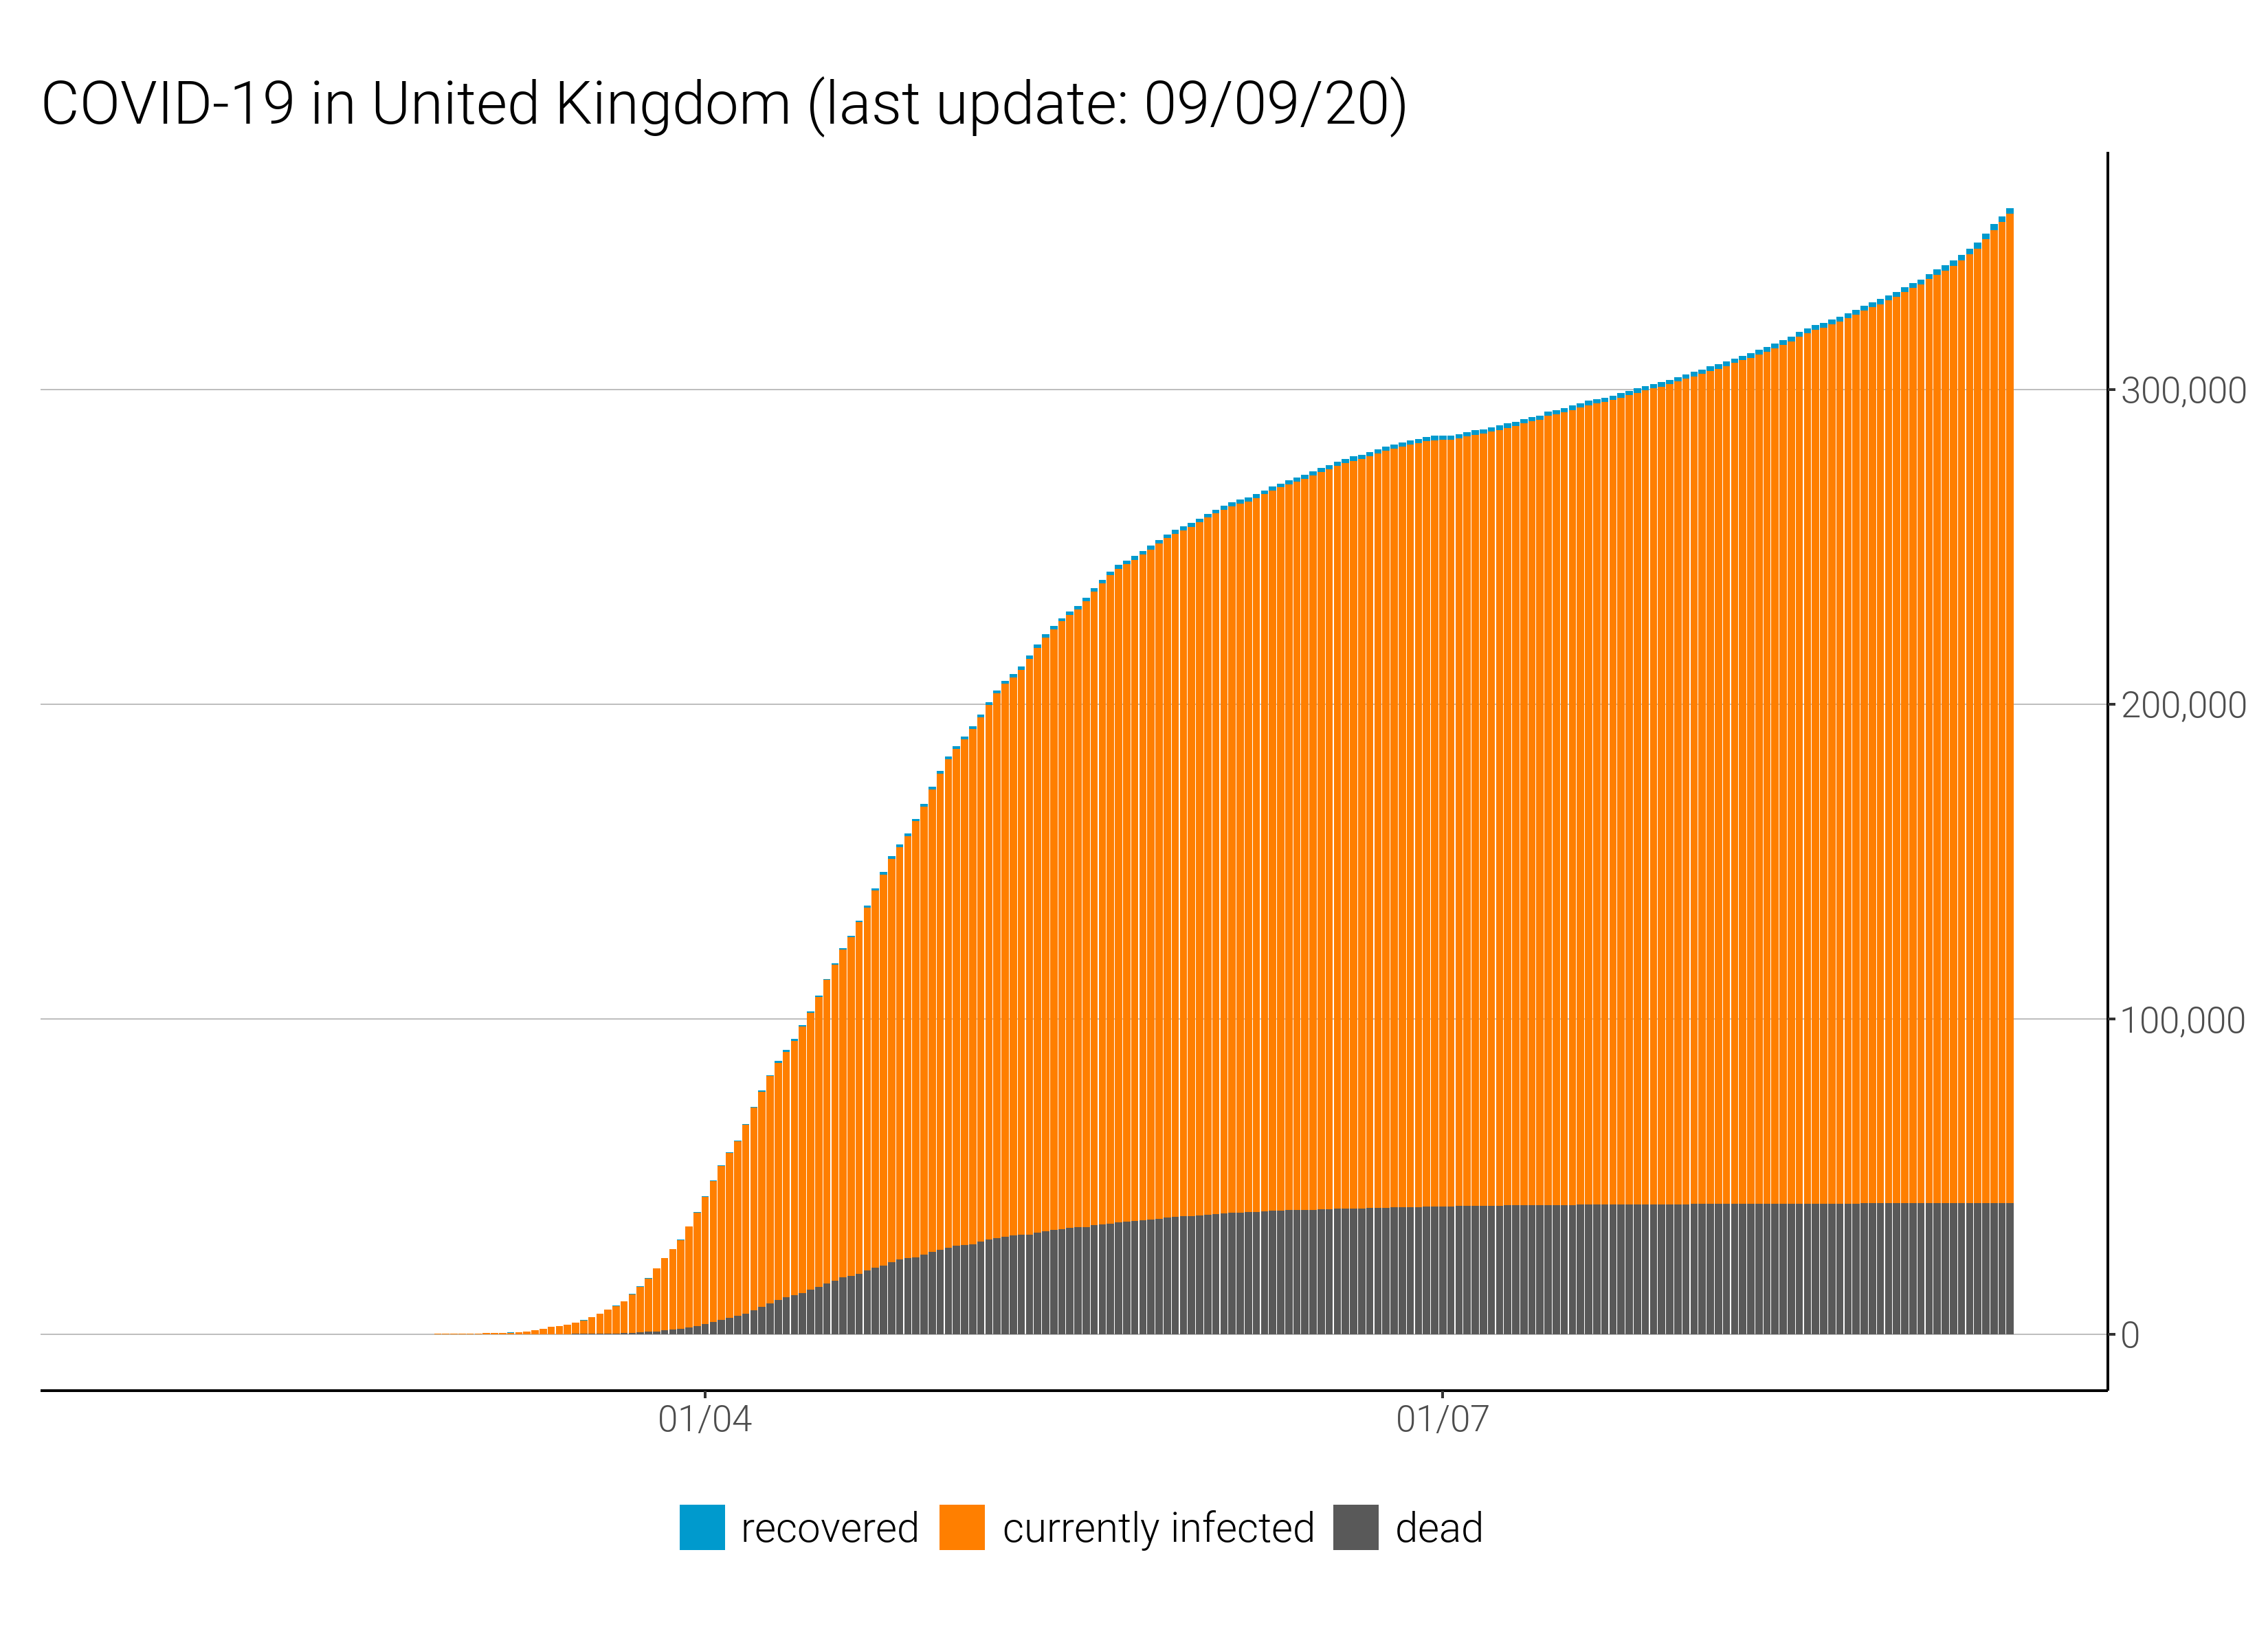 COVID-19 in United Kingdom (last update: 09/09/20)
300,000
200,000
100,000
0
01/04 01/07
recovered currently infected dead